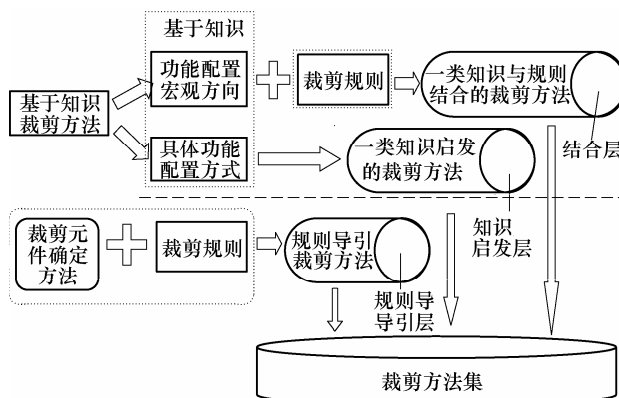 基于知识
功能配置
宏观方向
裁剪规则
一类知识与规则
结合的裁剪方法
基于知识
裁剪方法
结合层
具体功能
配置方式
一类知识启发
的裁剪方法
知识
启发层
裁剪元
件确定
方法
裁剪规则
规则导引
裁剪方法
规则导
导引层
裁剪方法集